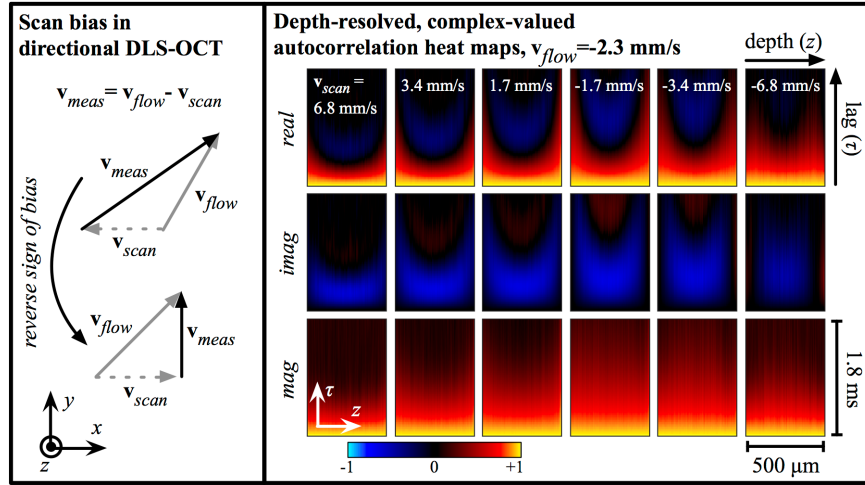 Scan bias in
directional DLS-OCT
v_meas = v_flow - v_scan
v_meas
v_flow
v_scan
reverse sign of bias
v_flow
v_meas
v_scan
y
x
z
Depth-resolved, complex-valued
autocorrelation heat maps, v_flow=-2.3 mm/s
depth (z)
v_scan =
6.8 mm/s
3.4 mm/s
1.7 mm/s
-1.7 mm/s
-3.4 mm/s
-6.8 mm/s
lag (τ)
real
imag
mag
τ
z
1.8 ms
-1
0
+1
500 μm